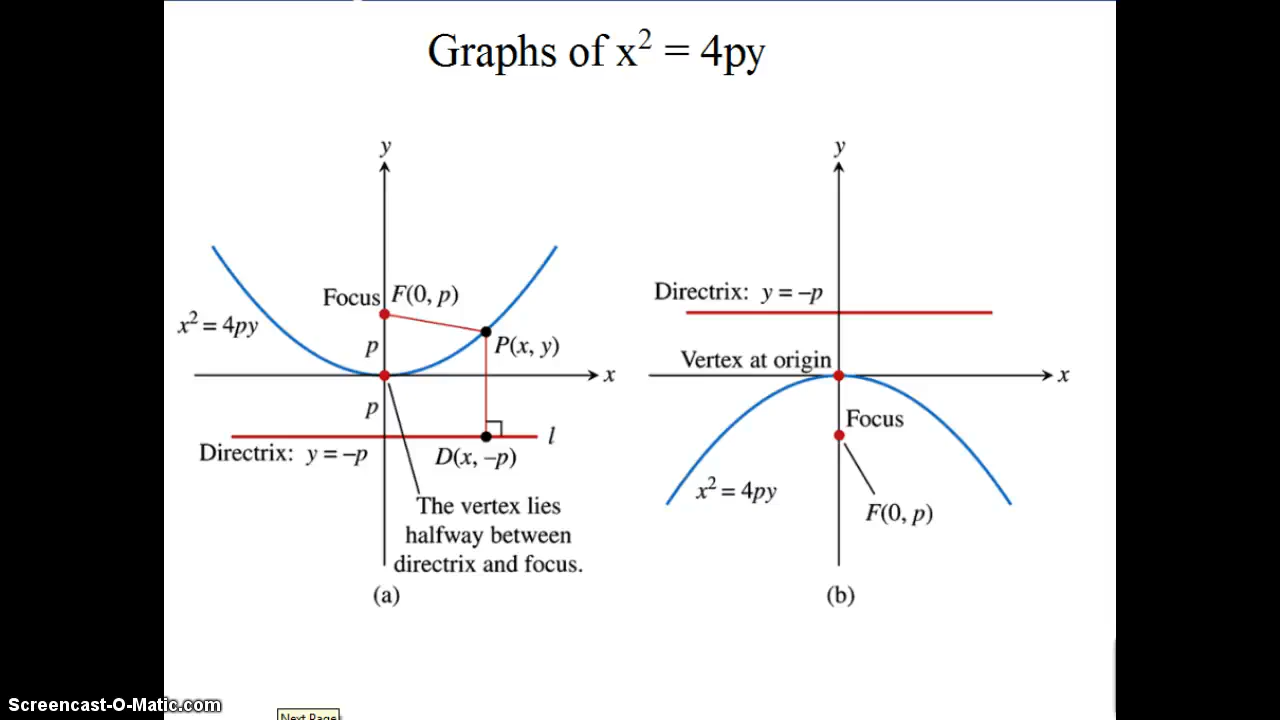 Graphs of x² = 4py
y
Focus F(0, p)
x² = 4py
p
P(x, y)
x
p
l
Directrix: y = –p
D(x, –p)
The vertex lies
halfway between
directrix and focus.
(a)
y
Directrix: y = –p
Vertex at origin
x
Focus
x² = 4py
F(0, p)
(b)
Screencast-O-Matic.com
Next Page